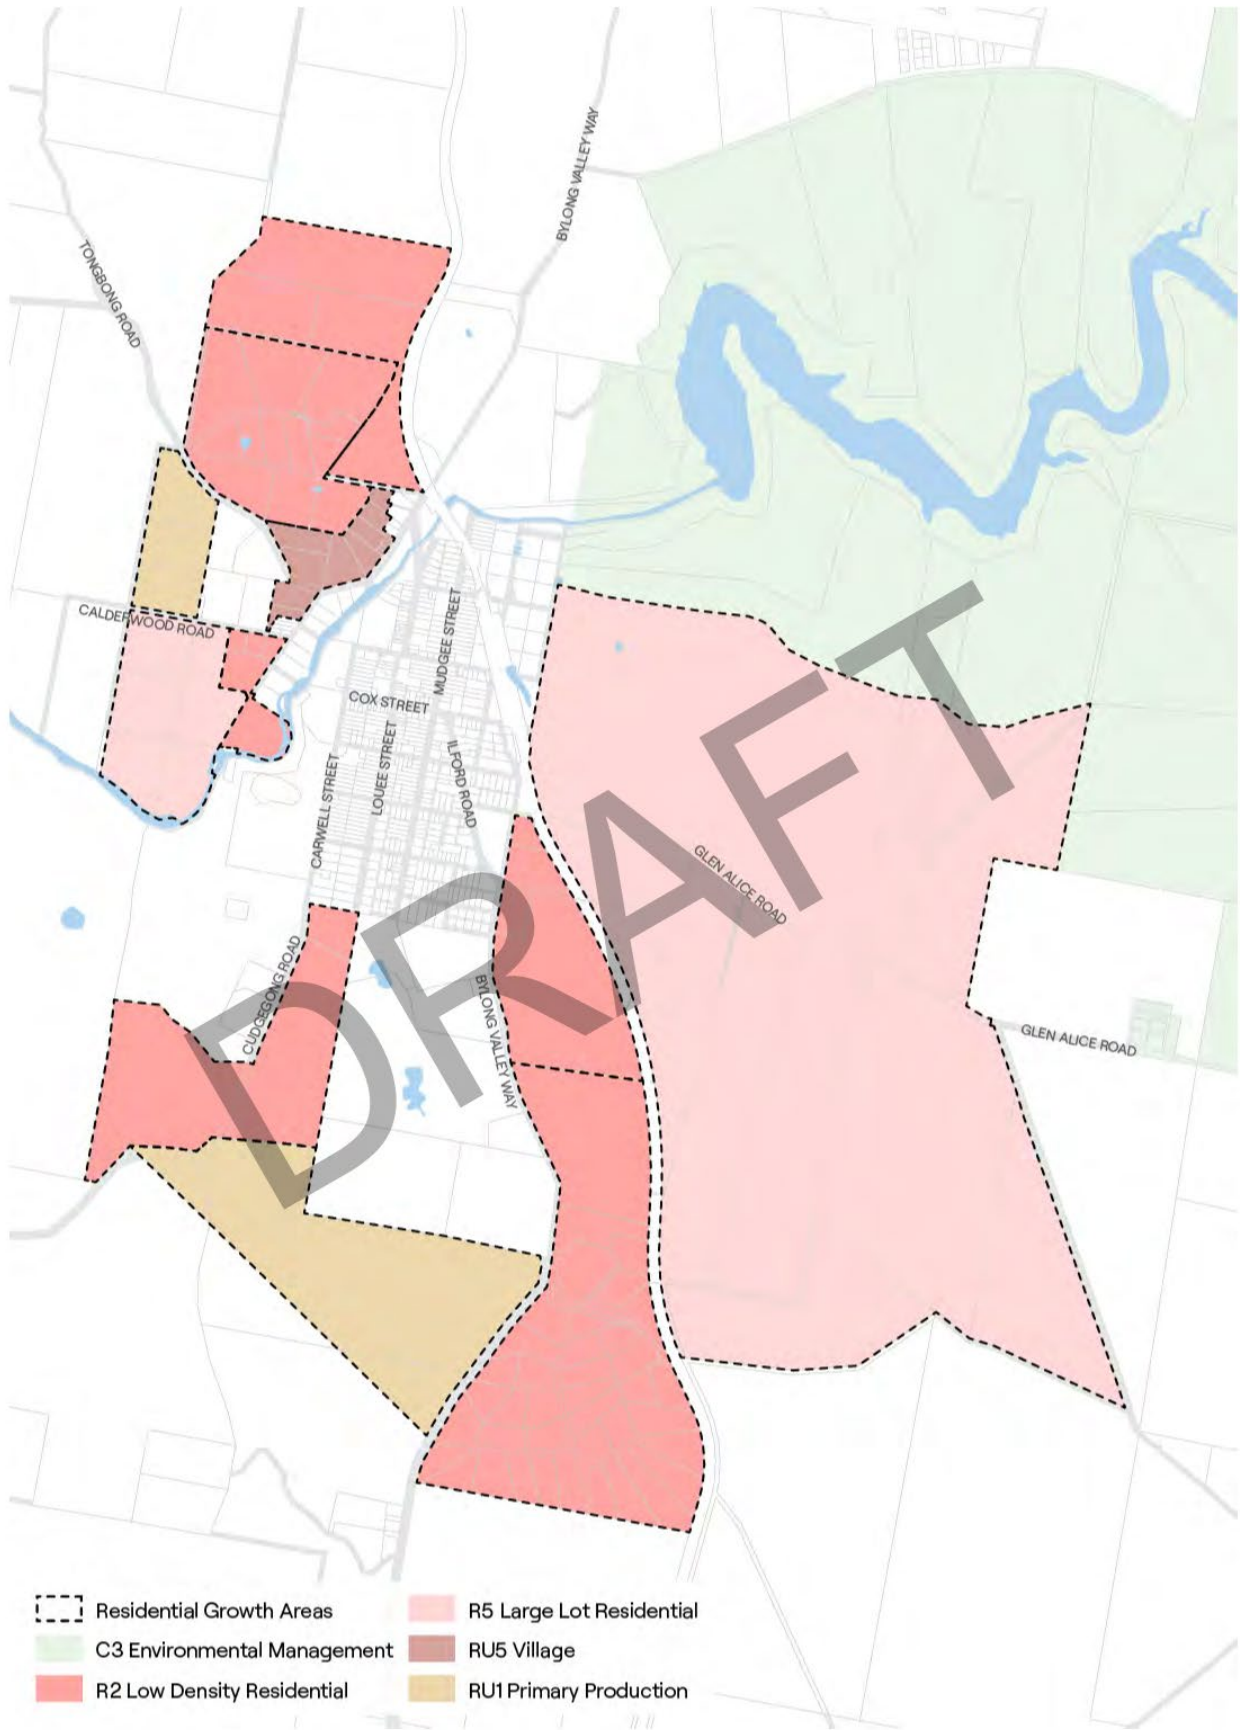 BYLONG VALLEY WAY
TONGBONG ROAD
CALDERWOOD ROAD
MUDGEE STREET
COX STREET
LOUEE STREET
ILFORD ROAD
CARWELL STREET
GLEN ALICE ROAD
CUDGEGONG ROAD
BYLONG VALLEY WAY
GLEN ALICE ROAD
DRAFT
Residential Growth Areas
C3 Environmental Management
R2 Low Density Residential
R5 Large Lot Residential
RU5 Village
RU1 Primary Production